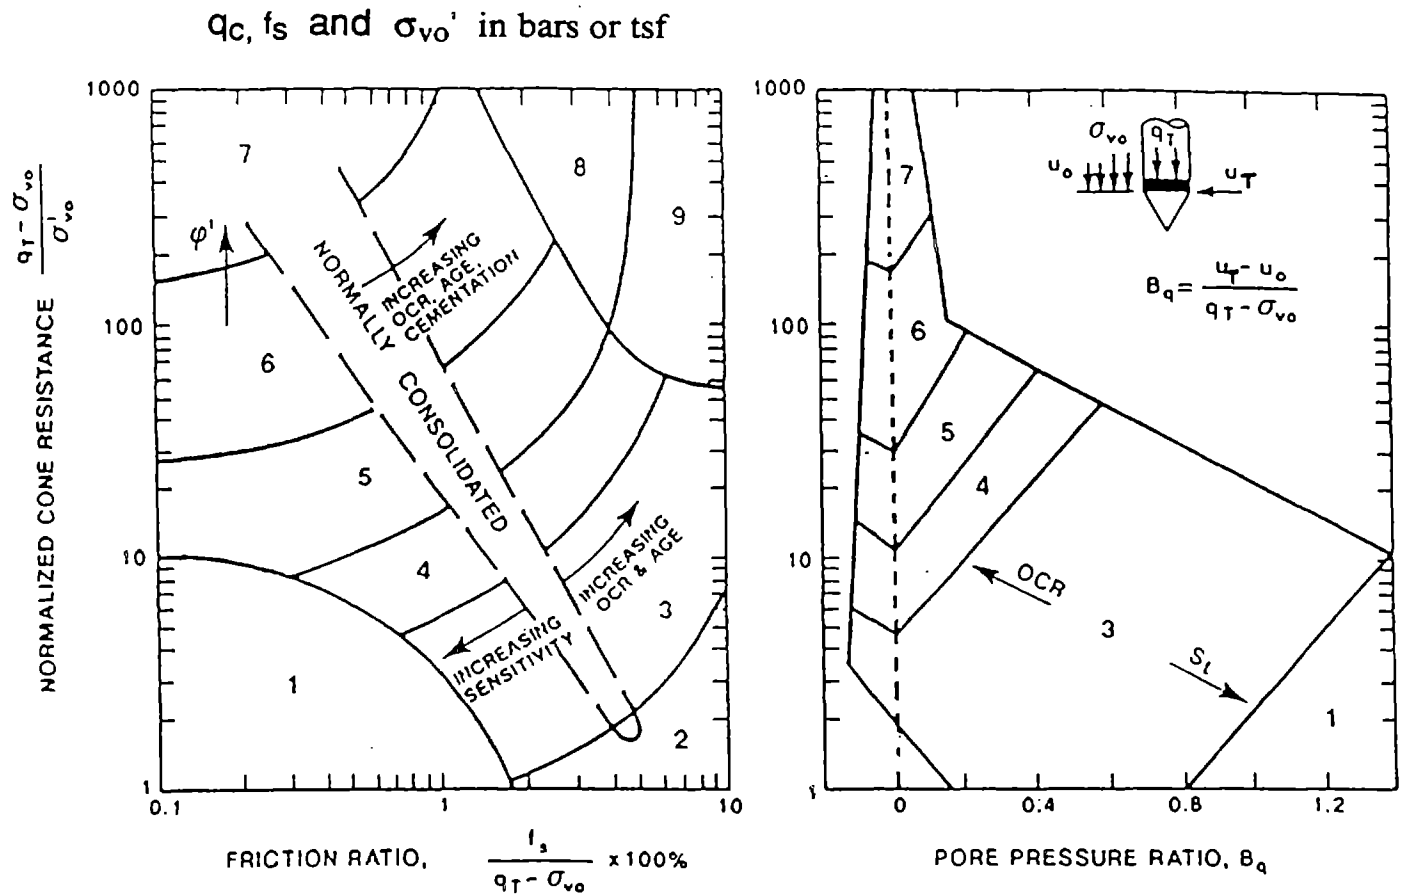 qc, fs and σvo' in bars or tsf
1000
100
10
1
0.1
1
10
NORMALIZED CONE RESISTANCE
qT - σvo
σ'vo
φ'
7
8
9
6
5
4
3
1
2
NORMALLY CONSOLIDATED
INCREASING
OCR, AGE,
CEMENTATION
INCREASING
OCR & AGE
INCREASING
SENSITIVITY
FRICTION RATIO,
fs
qT - σvo
x100%
1000
100
10
1
0
0.4
0.8
1.2
σvo
qT
uo
uT
Bq =
uT - uo
qT - σvo
7
6
5
4
3
1
OCR
St
PORE PRESSURE RATIO, Bq